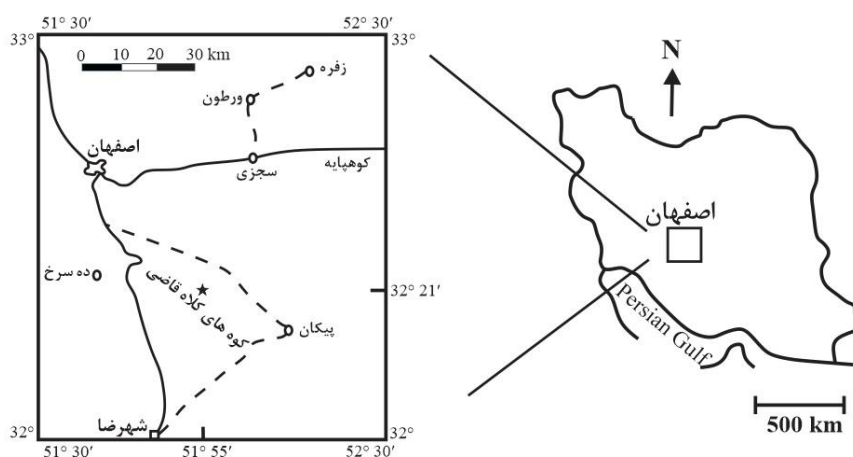 51° 30′
52° 30′
33°
33°
0 10 20 30 km
زفره
ورطون
اصفهان
کوهپایه
سجزی
ده سرخ
کوه های کلاه قاضی
32° 21′
پیکان
شهرضا
32°
32°
51° 30′
51° 55′
52° 30′
N
اصفهان
Persian Gulf
500 km